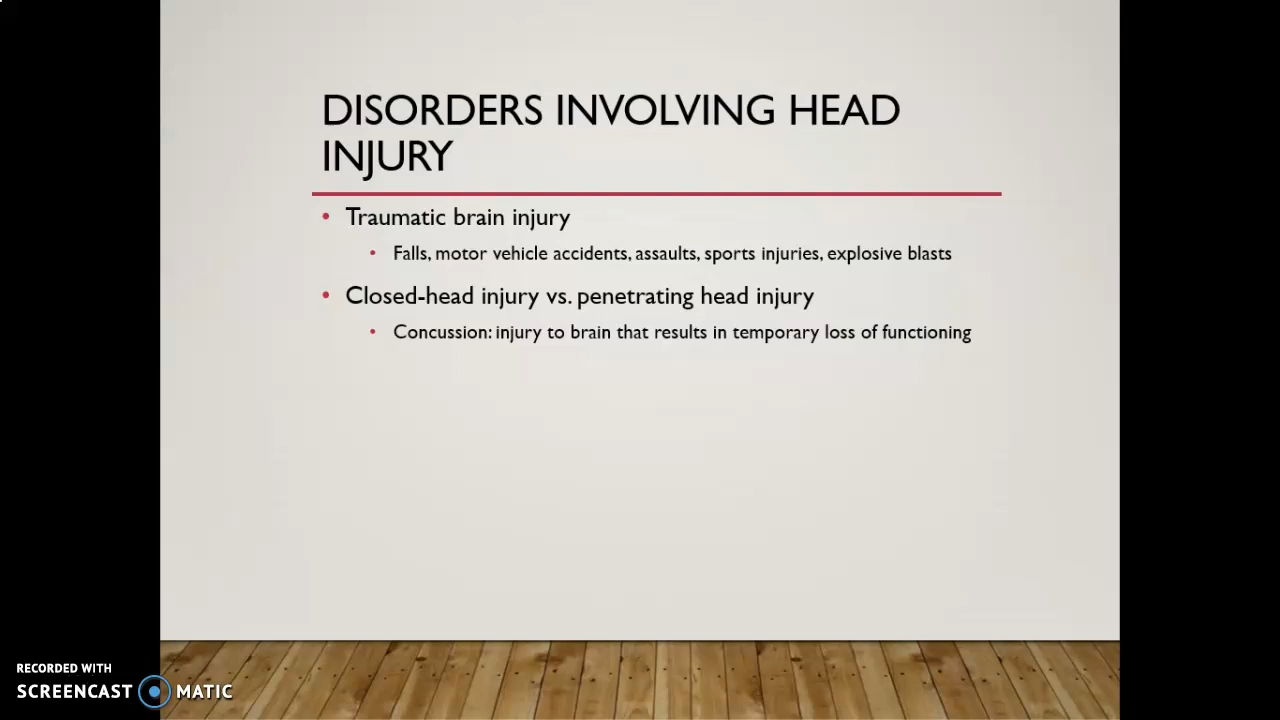 DISORDERS INVOLVING HEAD
INJURY
• Traumatic brain injury
• Falls, motor vehicle accidents, assaults, sports injuries, explosive blasts
• Closed-head injury vs. penetrating head injury
• Concussion: injury to brain that results in temporary loss of functioning
RECORDED WITH
SCREENCAST MATIC